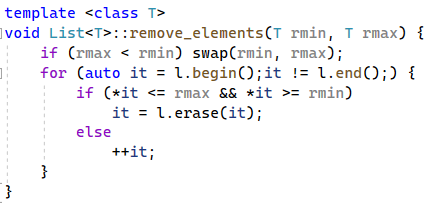 template <class T>
void List<T>::remove_elements(T rmin, T rmax) {
    if (rmax < rmin) swap(rmin, rmax);
    for (auto it = l.begin();it != l.end();) {
        if (*it <= rmax && *it >= rmin)
            it = l.erase(it);
        else
            ++it;
    }
}